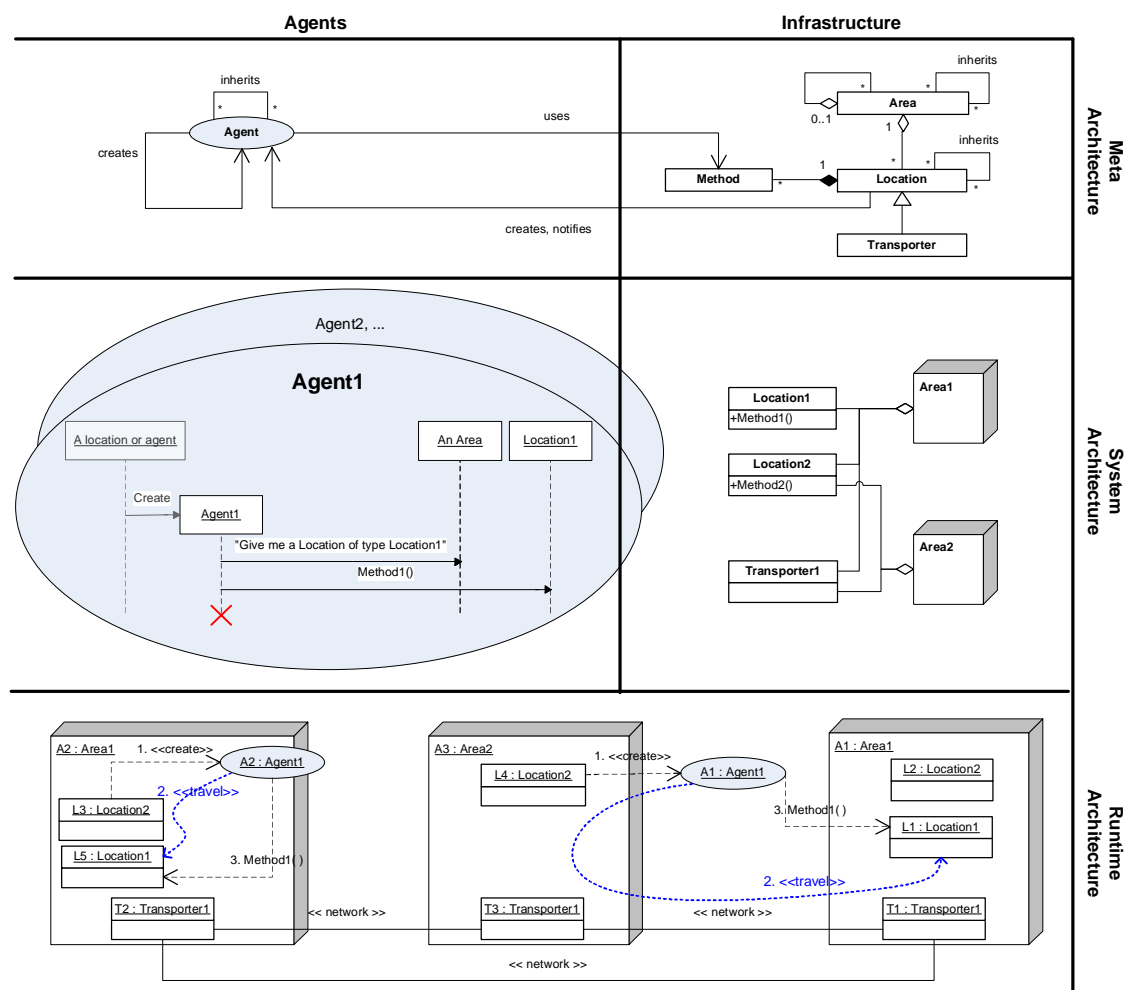 Agents
Infrastructure
inherits
*
*
Agent
creates
uses
creates, notifies
inherits
*
*
*
Area
0..1
1
*
*
inherits
1
Method
*
Location
*
Transporter
Meta
Architecture
Agent2, ...
Agent1
A location or agent
An Area
Location1
Create
Agent1
"Give me a Location of type Location1"
Method1()
Location1
+Method1()
Location2
+Method2()
Transporter1
Area1
Area2
System
Architecture
A2 : Area1
1. <<create>>
A2 : Agent1
2. <<travel>>
L3 : Location2
L5 : Location1
3. Method1( )
T2 : Transporter1
<< network >>
A3 : Area2
L4 : Location2
1. <<create>>
A1 : Agent1
3. Method1( )
2. <<travel>>
T3 : Transporter1
<< network >>
A1 : Area1
L2 : Location2
L1 : Location1
T1 : Transporter1
<< network >>
Runtime
Architecture